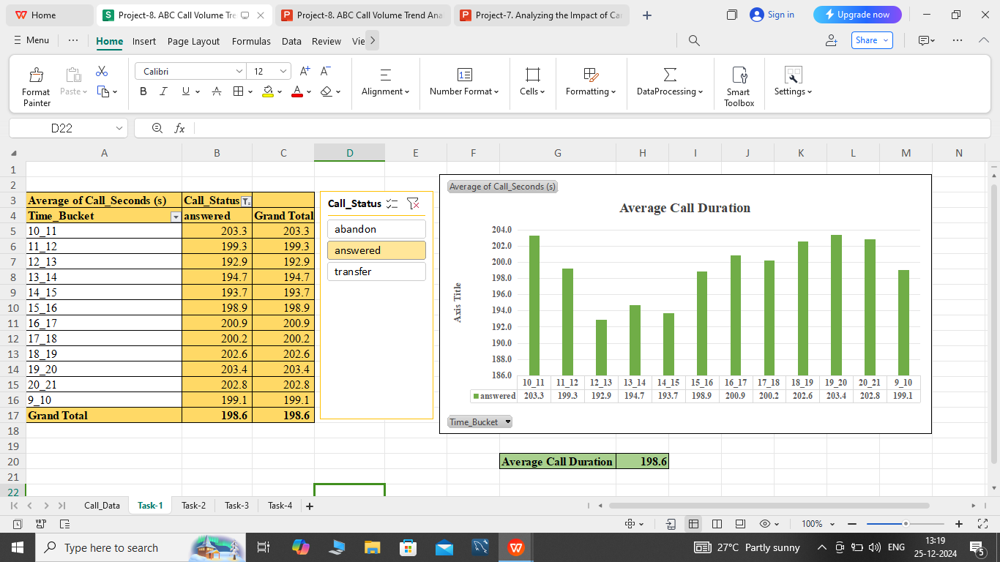 Home
Project-8. ABC Call Volume Tre
Project-8. ABC Call Volume Trend Ana
Project-7. Analyzing the Impact of Car
Sign in
Upgrade now
Menu
Home
Insert
Page Layout
Formulas
Data
Review
Vie
Share
Calibri
12
Format Painter
Paste
B I U A
Alignment
Number Format
Cells
Formatting
DataProcessing
Smart Toolbox
Settings
D22
fx
A B C D E F G H I J K L M N
1
2
3 Average of Call_Seconds (s) Call_Status
4 Time_Bucket answered Grand Total
5 10_11 203.3 203.3
6 11_12 199.3 199.3
7 12_13 192.9 192.9
8 13_14 194.7 194.7
9 14_15 193.7 193.7
10 15_16 198.9 198.9
11 16_17 200.9 200.9
12 17_18 200.2 200.2
13 18_19 202.6 202.6
14 19_20 203.4 203.4
15 20_21 202.8 202.8
16 9_10 199.1 199.1
17 Grand Total 198.6 198.6
18
19
20
21
22
Call_Status
abandon
answered
transfer
Average of Call_Seconds (s)
Average Call Duration
Axis Title
204.0
202.0
200.0
198.0
196.0
194.0
192.0
190.0
188.0
186.0
10_11 11_12 12_13 13_14 14_15 15_16 16_17 17_18 18_19 19_20 20_21 9_10
answered 203.3 199.3 192.9 194.7 193.7 198.9 200.9 200.2 202.6 203.4 202.8 199.1
Time_Bucket
Average Call Duration 198.6
Call_Data
Task-1
Task-2
Task-3
Task-4
100%
Type here to search
27°C Partly sunny
ENG
13:19
25-12-2024
5